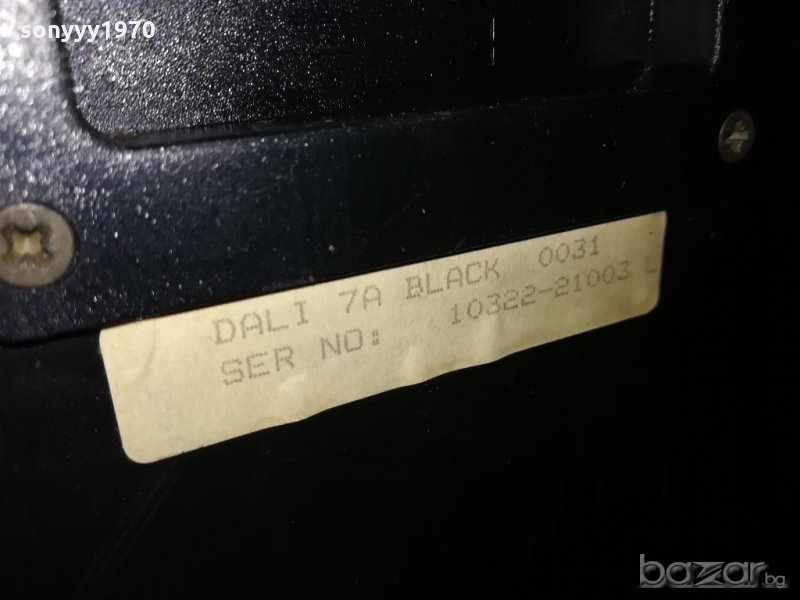 sonyyy1970
DALI 7A BLACK 0031
SER NO: 10322-21003 L
bazar.bg